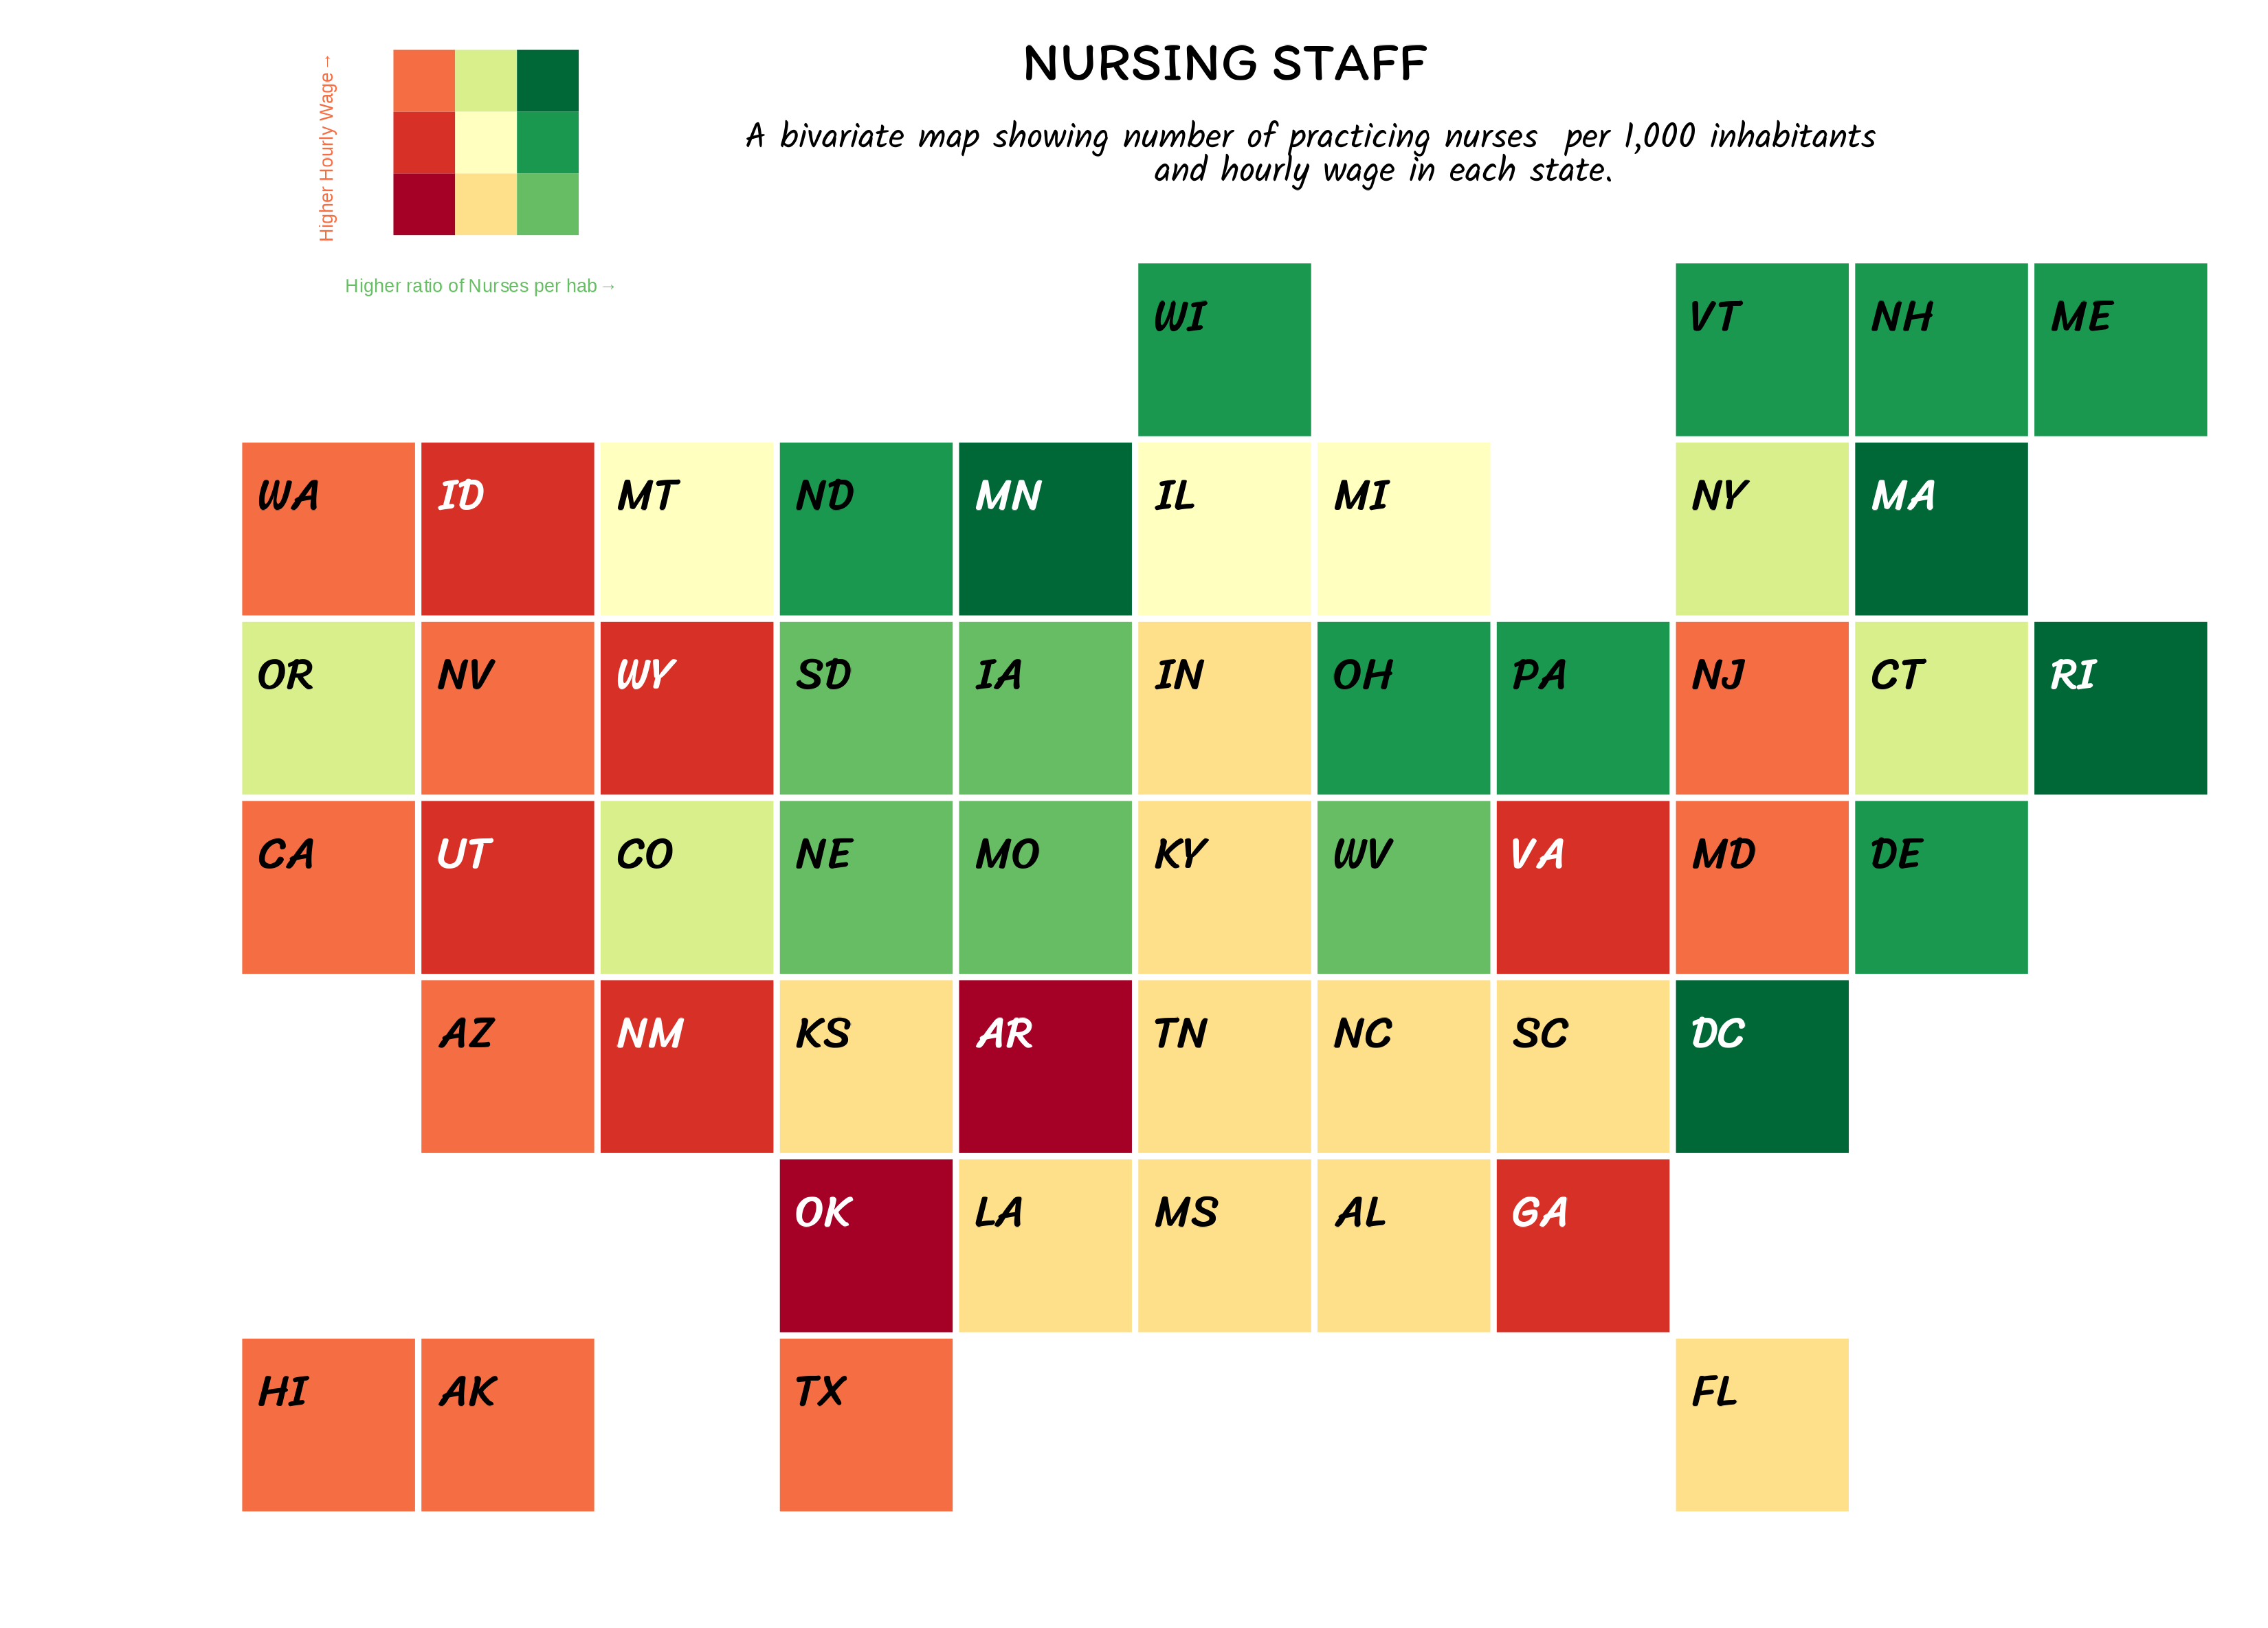 NURSING STAFF
A bivariate map showing number of practicing nurses  per 1,000 inhabitants
and hourly wage in each state.
Higher Hourly Wage →
Higher ratio of Nurses per hab →
WI
VT
NH
ME
WA
ID
MT
ND
MN
IL
MI
NY
MA
OR
NV
WY
SD
IA
IN
OH
PA
NJ
CT
RI
CA
UT
CO
NE
MO
KY
WV
VA
MD
DE
AZ
NM
KS
AR
TN
NC
SC
DC
OK
LA
MS
AL
GA
HI
AK
TX
FL